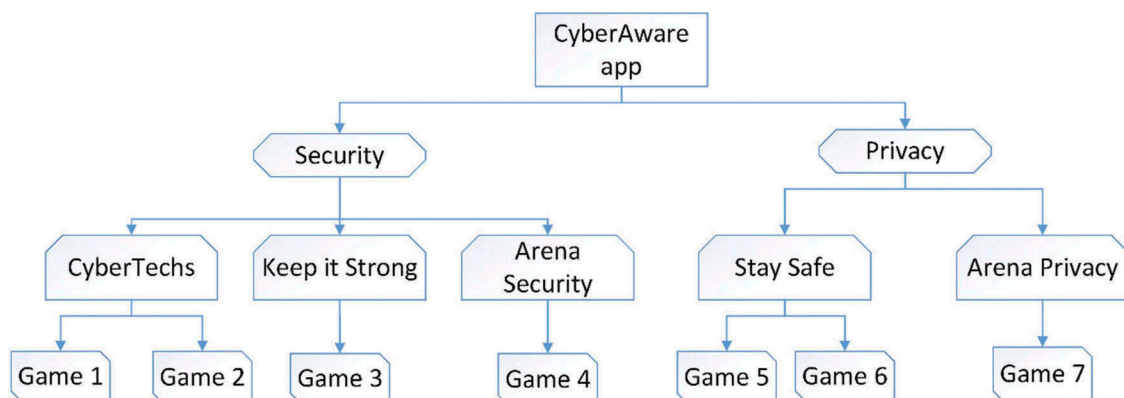 CyberAware
app
Security
Privacy
CyberTechs
Keep it Strong
Arena
Security
Stay Safe
Arena Privacy
Game 1
Game 2
Game 3
Game 4
Game 5
Game 6
Game 7